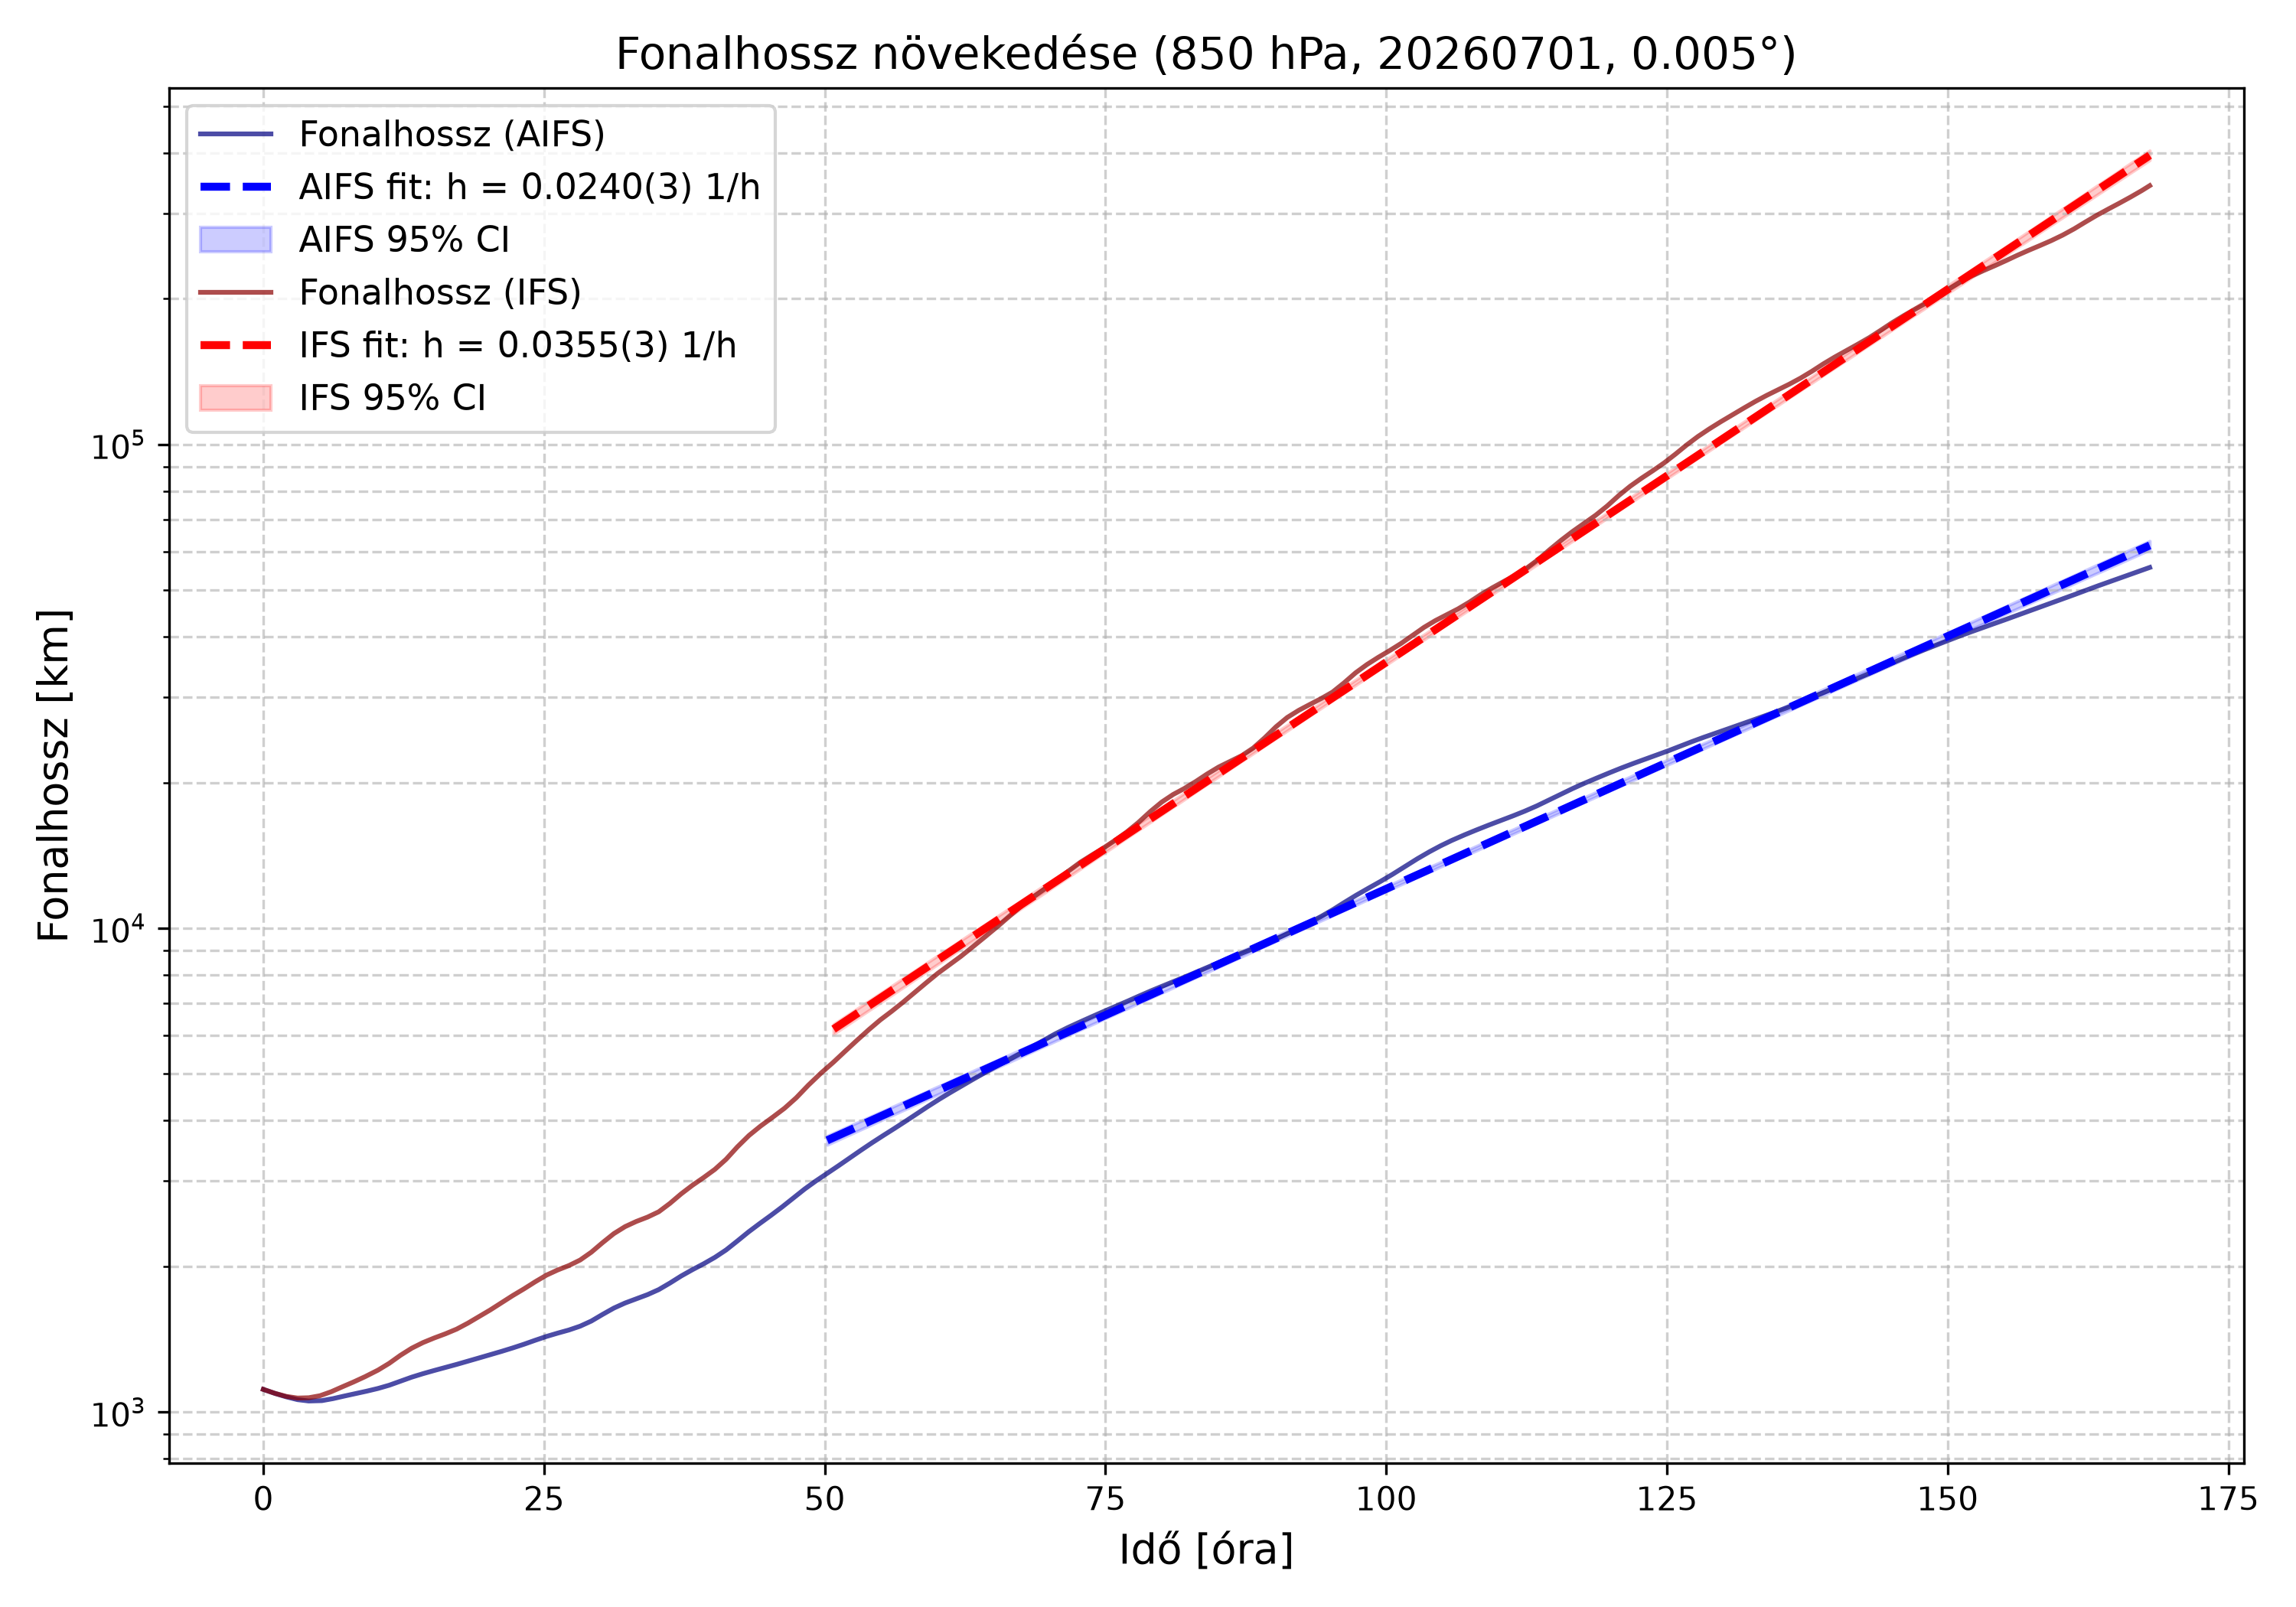 Fonalhossz növekedése (850 hPa, 20260701, 0.005°)
Fonalhossz (AIFS)
AIFS fit: h = 0.0240(3) 1/h
AIFS 95% CI
Fonalhossz (IFS)
IFS fit: h = 0.0355(3) 1/h
IFS 95% CI
Fonalhossz [km]
10⁵
10⁴
10³
0 25 50 75 100 125 150 175
Idő [óra]